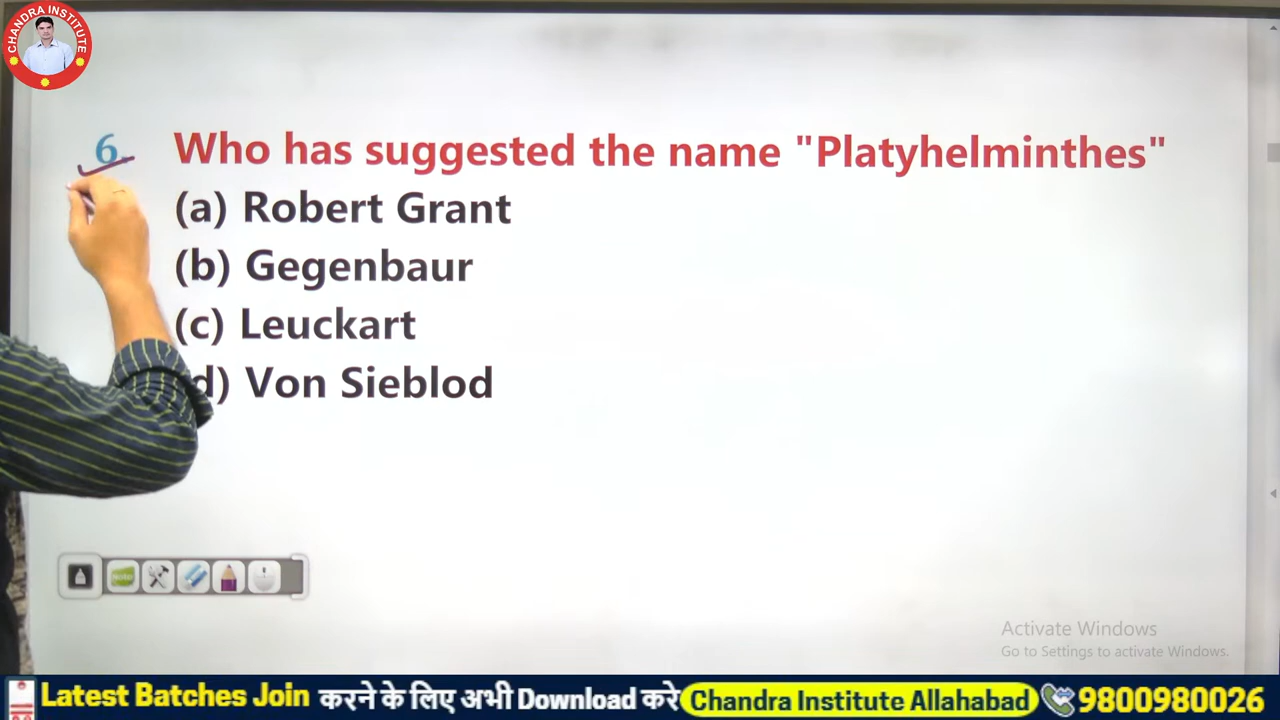 CHANDRA INSTITUTE
6. Who has suggested the name "Platyhelminthes"
(a) Robert Grant
(b) Gegenbaur
(c) Leuckart
d) Von Sieblod
Activate Windows
Go to Settings to activate Windows.
Latest Batches Join करने के लिए अभी Download करे Chandra Institute Allahabad 9800980026